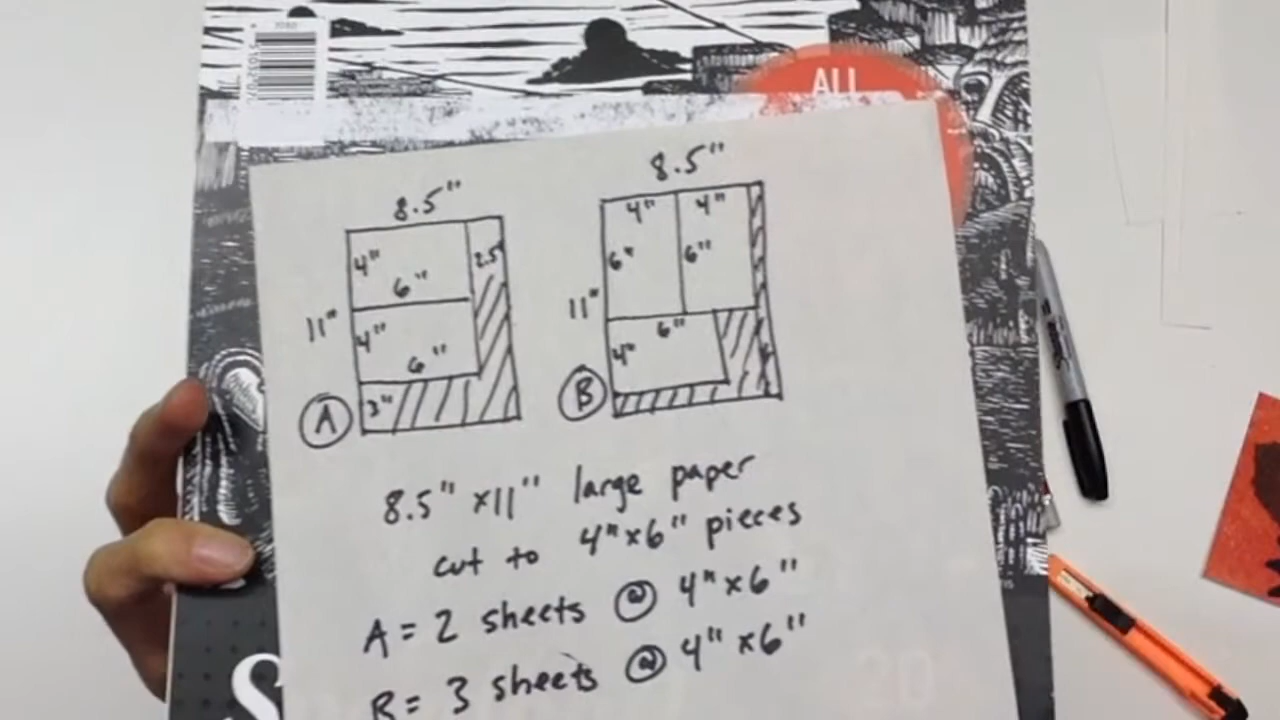 ALL
8.5"
4"
6"
2.5"
11"
4"
6"
3"
A
8.5"
4" 4"
6" 6"
11"
6"
4"
B
8.5" x 11" large paper
cut to 4" x 6" pieces
A = 2 sheets @ 4" x 6"
B = 3 sheets @ 4" x 6"
S